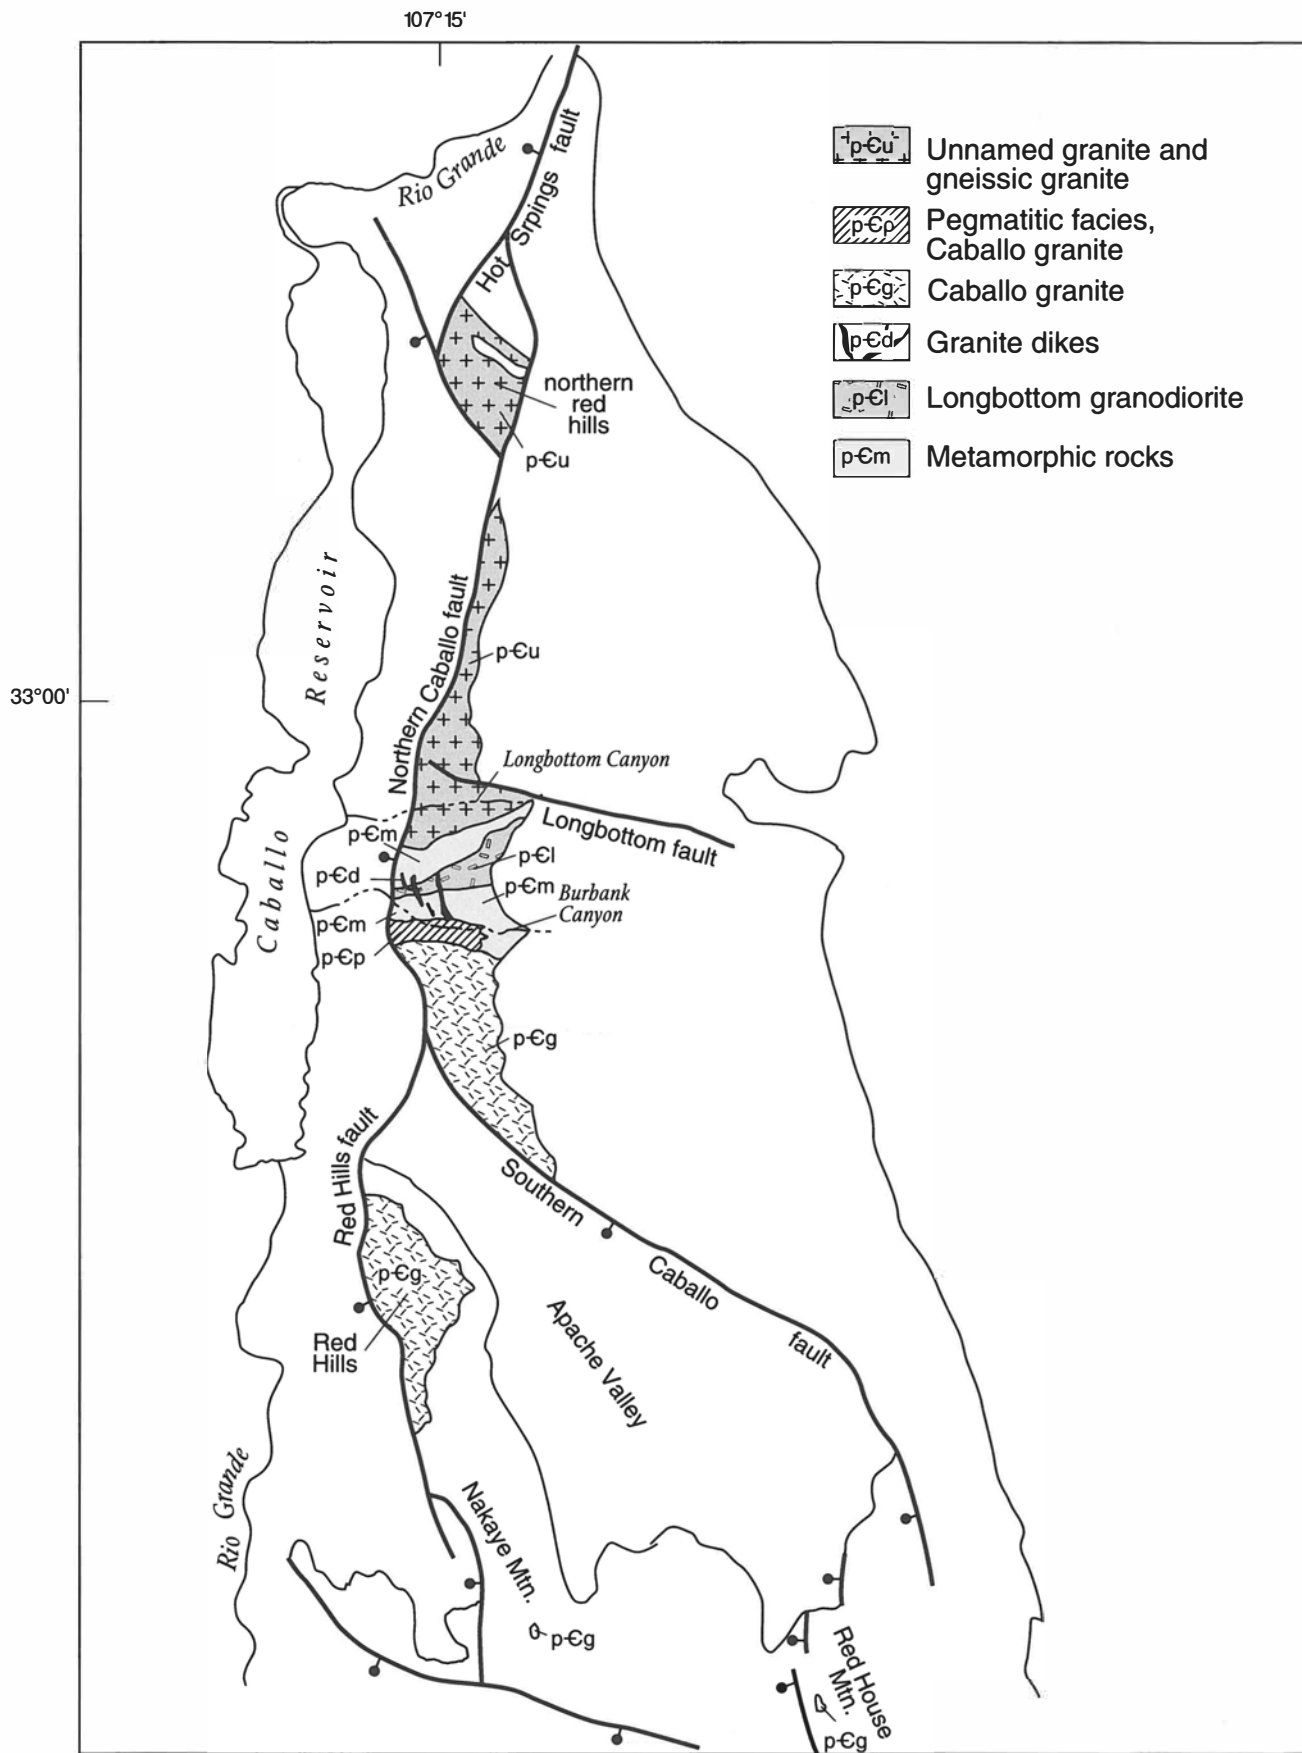 107°15'
Rio Grande
Hot Srpings fault
p-Єu
Unnamed granite and
gneissic granite
p-Єρ
Pegmatitic facies,
Caballo granite
p-Єg
Caballo granite
p-Єd
Granite dikes
p-Єl
Longbottom granodiorite
p-Єm
Metamorphic rocks
northern
red
hills
p-Єu
Reservoir
Northern Caballo fault
p-Єu
33°00'
Longbottom Canyon
Longbottom fault
Caballo
p-Єm
p-Єl
p-Єd
p-Єm
Burbank
Canyon
p-Єm
p-Єp
p-Єg
Red Hills fault
Southern Caballo fault
p-Єg
Red
Hills
Apache Valley
Rio Grande
Nakaye Mtn.
p-Єg
Red House
Mtn.
p-Єg